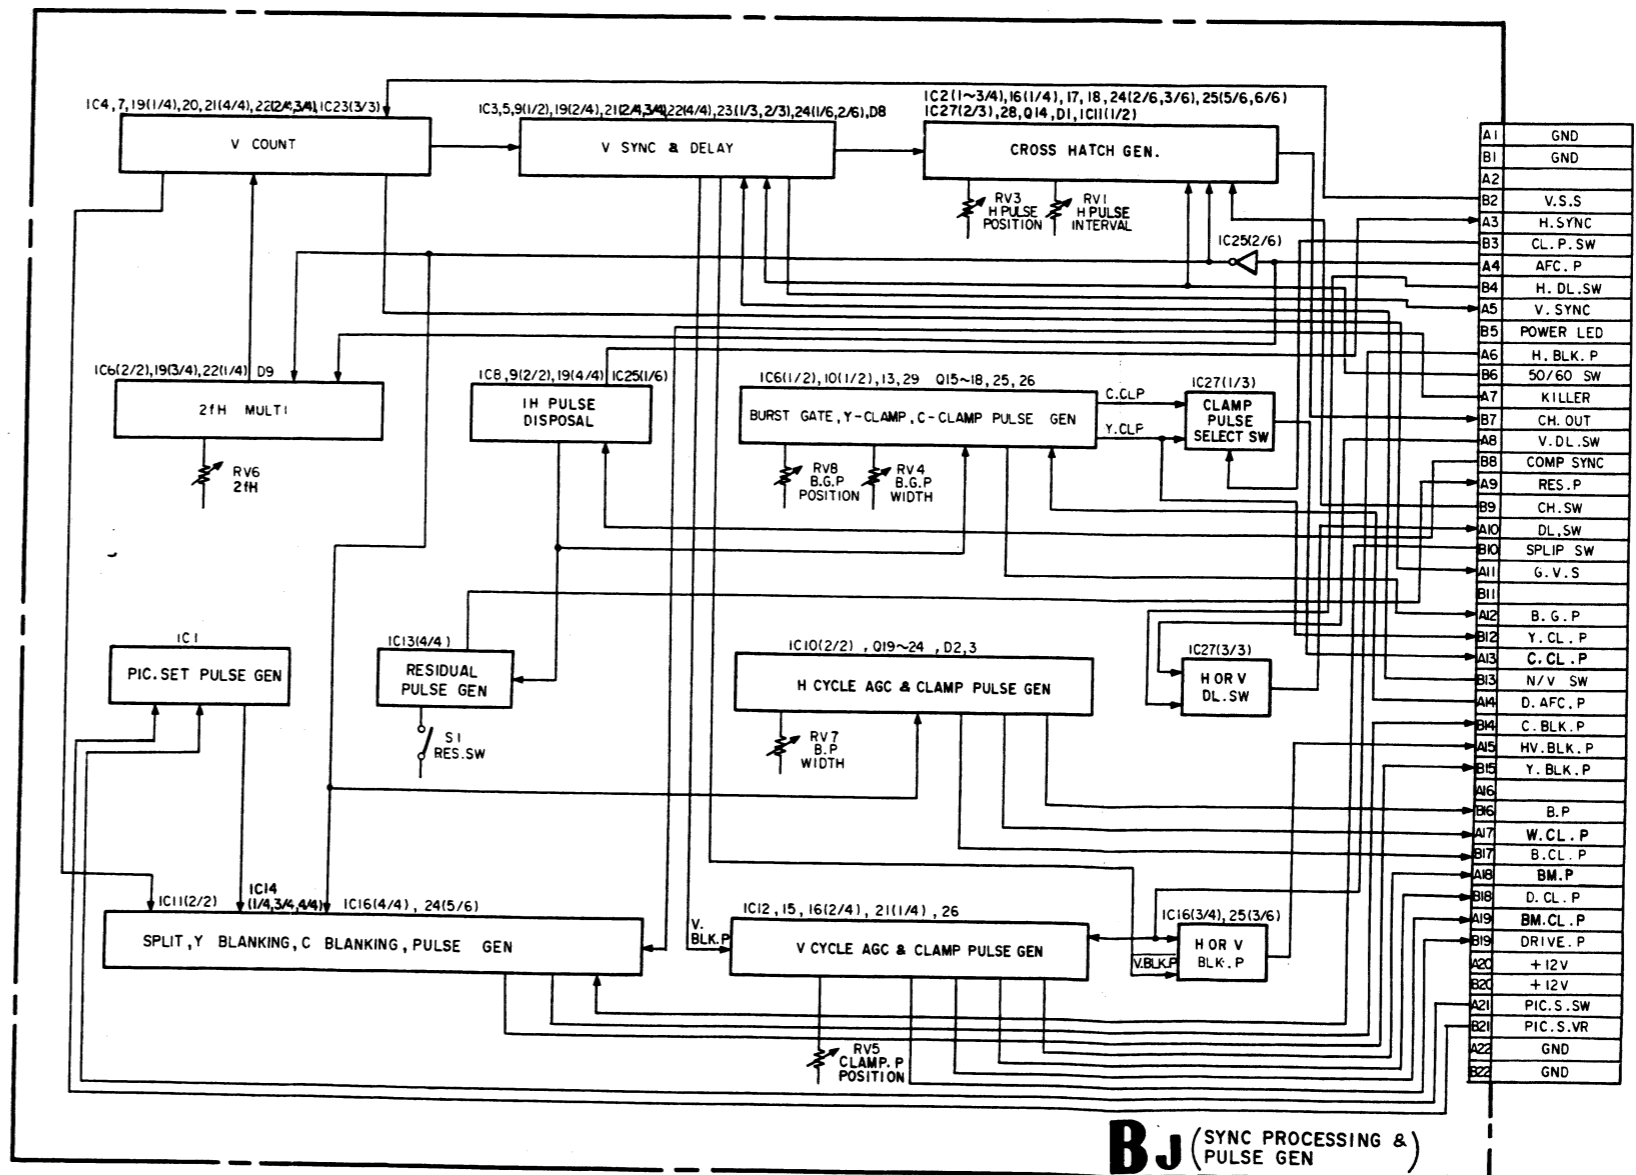 IC4,7,19(1/4),20,21(4/4),22(2/4,3/4),IC23(3/3)
V COUNT
IC3,5,9(1/2),19(2/4),21(2/4,3/4),22(4/4),23(1/3,2/3),24(1/6,2/6),D8
V SYNC & DELAY
IC2(1~3/4),16(1/4),17,18,24(2/6,3/6),25(5/6,6/6)
IC27(2/3),28,Q14,D1,IC11(1/2)
CROSS HATCH GEN.
RV3
H PULSE
POSITION
RV1
H PULSE
INTERVAL
IC25(2/6)
IC6(2/2),19(3/4),22(1/4) D9
2fH MULTI
RV6
2fH
IC8,9(2/2),19(4/4) IC25(1/6)
1H PULSE
DISPOSAL
IC6(1/2),10(1/2),13,29 Q15~18,25,26
BURST GATE,Y-CLAMP,C-CLAMP PULSE GEN
C.CLP
Y.CLP
IC27(1/3)
CLAMP
PULSE
SELECT SW
RV8
B.G.P
POSITION
RV4
B.G.P
WIDTH
IC1
PIC.SET PULSE GEN
IC13(4/4)
RESIDUAL
PULSE GEN
S1
RES.SW
IC10(2/2) ,Q19~24 ,D2,3
H CYCLE AGC & CLAMP PULSE GEN
RV7
B.P
WIDTH
IC27(3/3)
H OR V
DL.SW
IC11(2/2)
IC14
(1/4,3/4,4/4)
IC16(4/4) , 24(5/6)
SPLIT,Y BLANKING,C BLANKING,PULSE GEN
V.
BLK.P
IC12,15,16(2/4) ,21(1/4) ,26
V CYCLE AGC & CLAMP PULSE GEN
RV5
CLAMP.P
POSITION
V.BLK.P
IC16(3/4),25(3/6)
H OR V
BLK.P
A1 GND
B1 GND
A2
B2 V.S.S
A3 H.SYNC
B3 CL.P.SW
A4 AFC.P
B4 H.DL.SW
A5 V.SYNC
B5 POWER LED
A6 H.BLK.P
B6 50/60 SW
A7 KILLER
B7 CH.OUT
A8 V.DL.SW
B8 COMP SYNC
A9 RES.P
B9 CH.SW
A10 DL,SW
B10 SPLIP SW
A11 G.V.S
B11
A12 B.G.P
B12 Y.CL.P
A13 C.CL.P
B13 N/V SW
A14 D.AFC.P
B14 C.BLK.P
A15 HV.BLK.P
B15 Y.BLK.P
A16
B16 B.P
A17 W.CL.P
B17 B.CL.P
A18 BM.P
B18 D.CL.P
A19 BM.CL.P
B19 DRIVE.P
A20 +12V
B20 +12V
A21 PIC.S.SW
B21 PIC.S.VR
A22 GND
B22 GND
BJ (SYNC PROCESSING &
PULSE GEN)